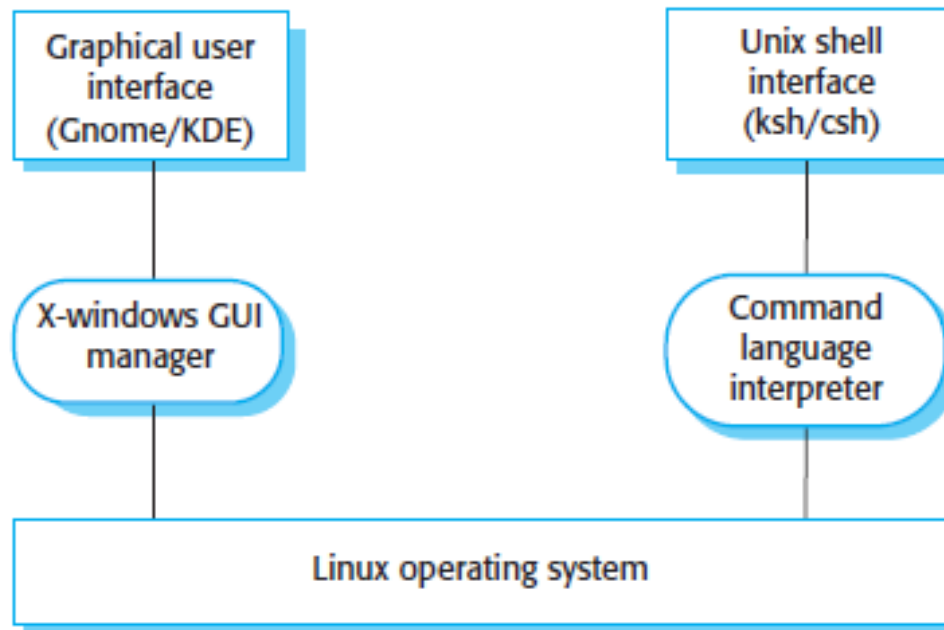 Graphical user
interface
(Gnome/KDE)
Unix shell
interface
(ksh/csh)
X-windows GUI
manager
Command
language
interpreter
Linux operating system